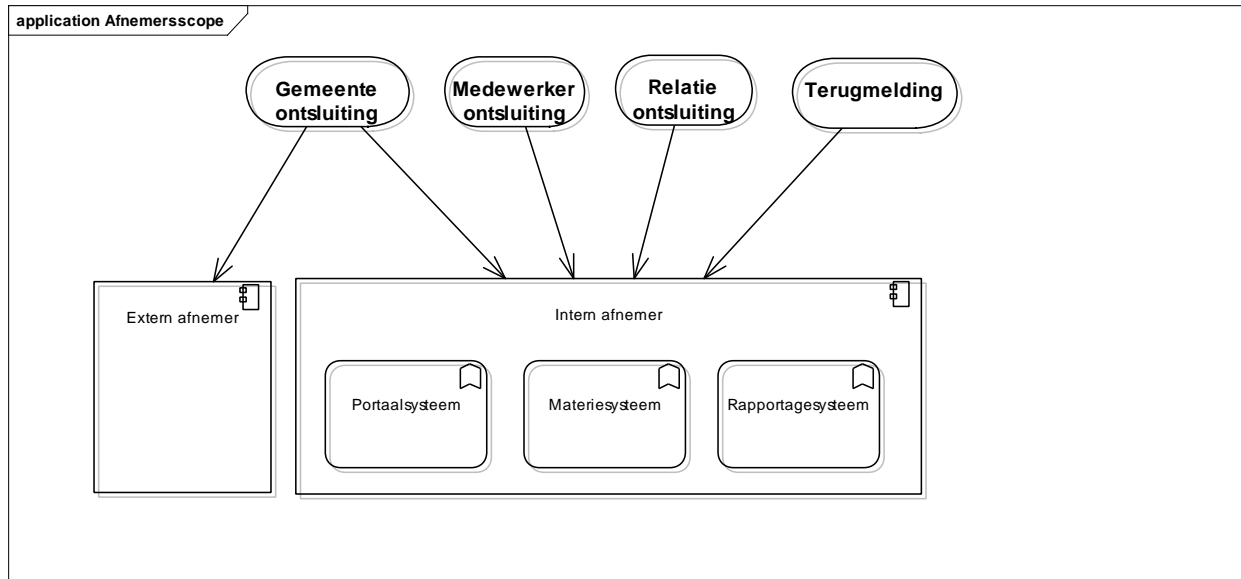 application Afnemersscope
Gemeente
ontsluiting
Medewerker
ontsluiting
Relatie
ontsluiting
Terugmelding
Extern afnemer
Intern afnemer
Portaalsysteem
Materiesysteem
Rapportagesysteem